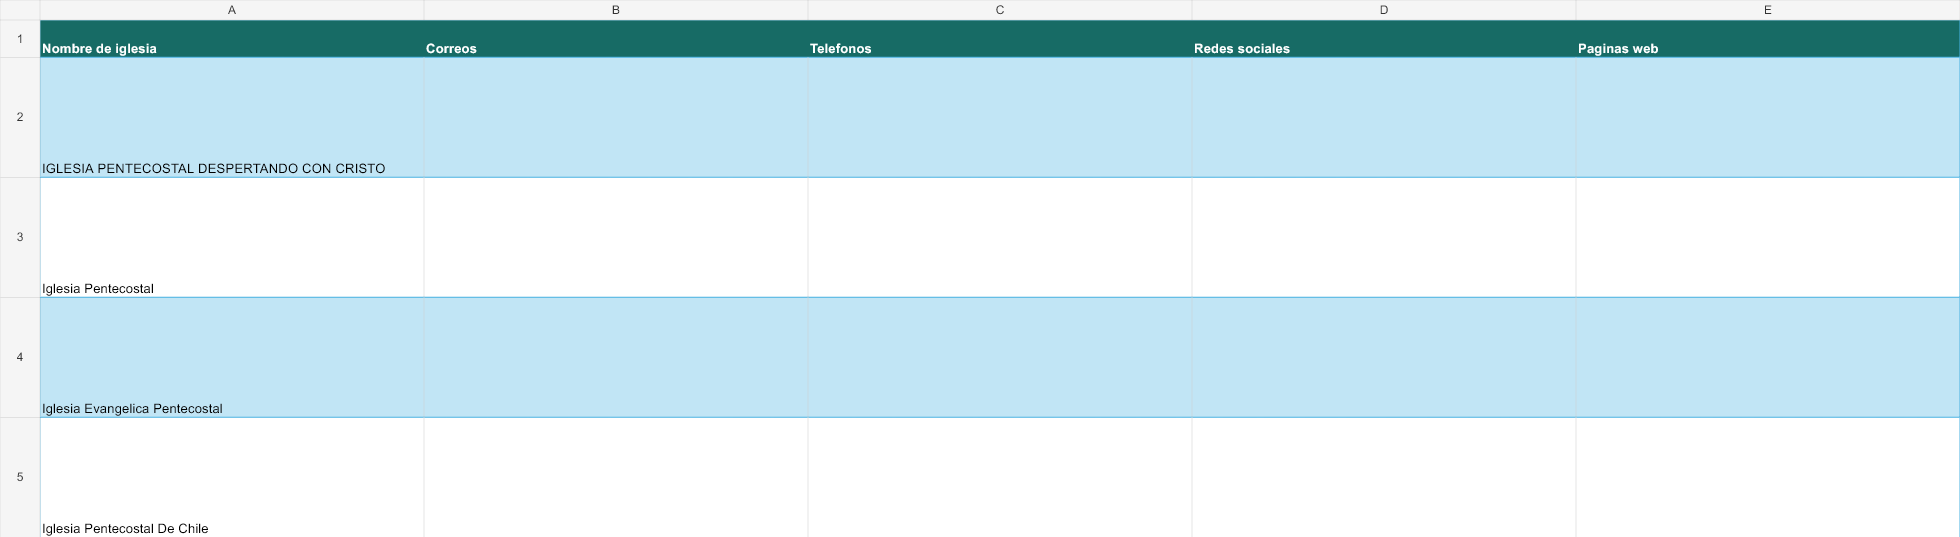 A B C D E
1 Nombre de iglesia Correos Telefonos Redes sociales Paginas web
2 IGLESIA PENTECOSTAL DESPERTANDO CON CRISTO
3 Iglesia Pentecostal
4 Iglesia Evangelica Pentecostal
5 Iglesia Pentecostal De Chile